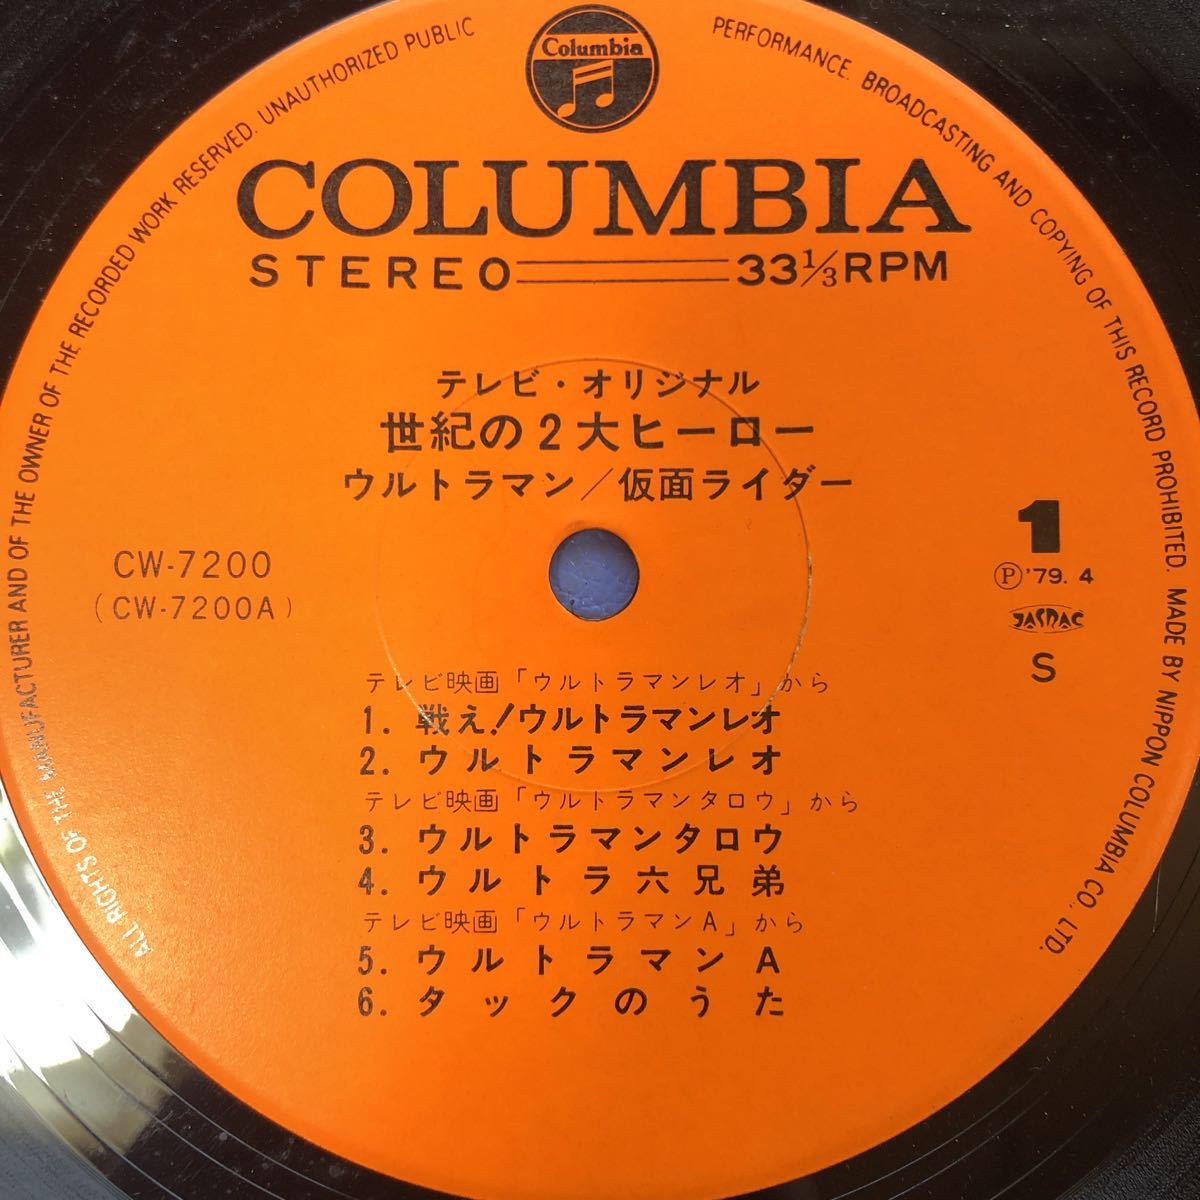 Columbia
COLUMBIA
STEREO 33⅓RPM
テレビ・オリジナル
世紀の2大ヒーロー
ウルトラマン／仮面ライダー
1
CW-7200
(CW-7200A)
Ⓟ'79. 4
JASRAC
S
テレビ映画「ウルトラマンレオ」から
1. 戦え!ウルトラマンレオ
2. ウルトラマンレオ
テレビ映画「ウルトラマンタロウ」から
3. ウルトラマンタロウ
4. ウルトラ六兄弟
テレビ映画「ウルトラマンA」から
5. ウルトラマンA
6. タックのうた
ALL RIGHTS OF THE MANUFACTURER AND OF THE OWNER OF THE RECORDED WORK RESERVED. UNAUTHORIZED PUBLIC PERFORMANCE. BROADCASTING AND COPYING OF THIS RECORD PROHIBITED. MADE BY NIPPON COLUMBIA CO., LTD.